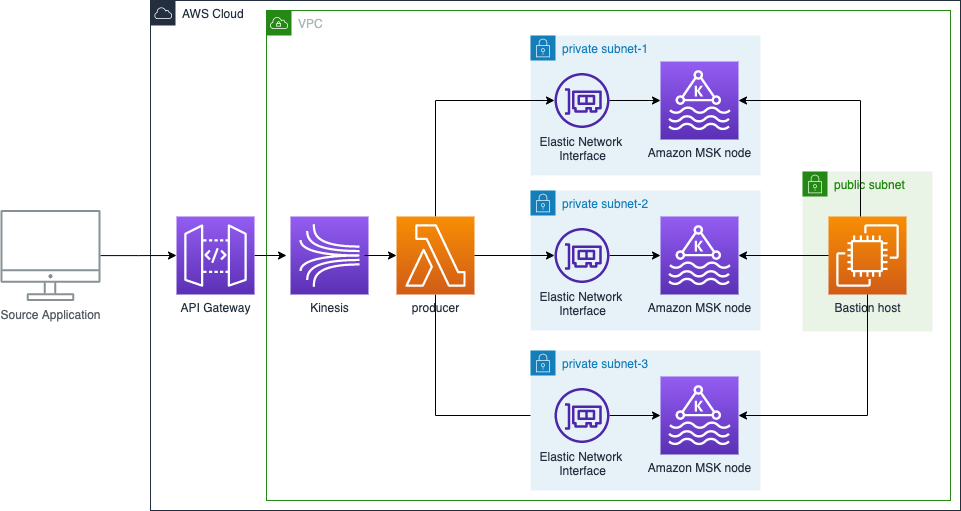 AWS Cloud
VPC
private subnet-1
K
Elastic Network
Interface
Amazon MSK node
public subnet
private subnet-2
</>
K
Source Application
API Gateway
Kinesis
producer
Elastic Network
Interface
Amazon MSK node
Bastion host
private subnet-3
K
Elastic Network
Interface
Amazon MSK node